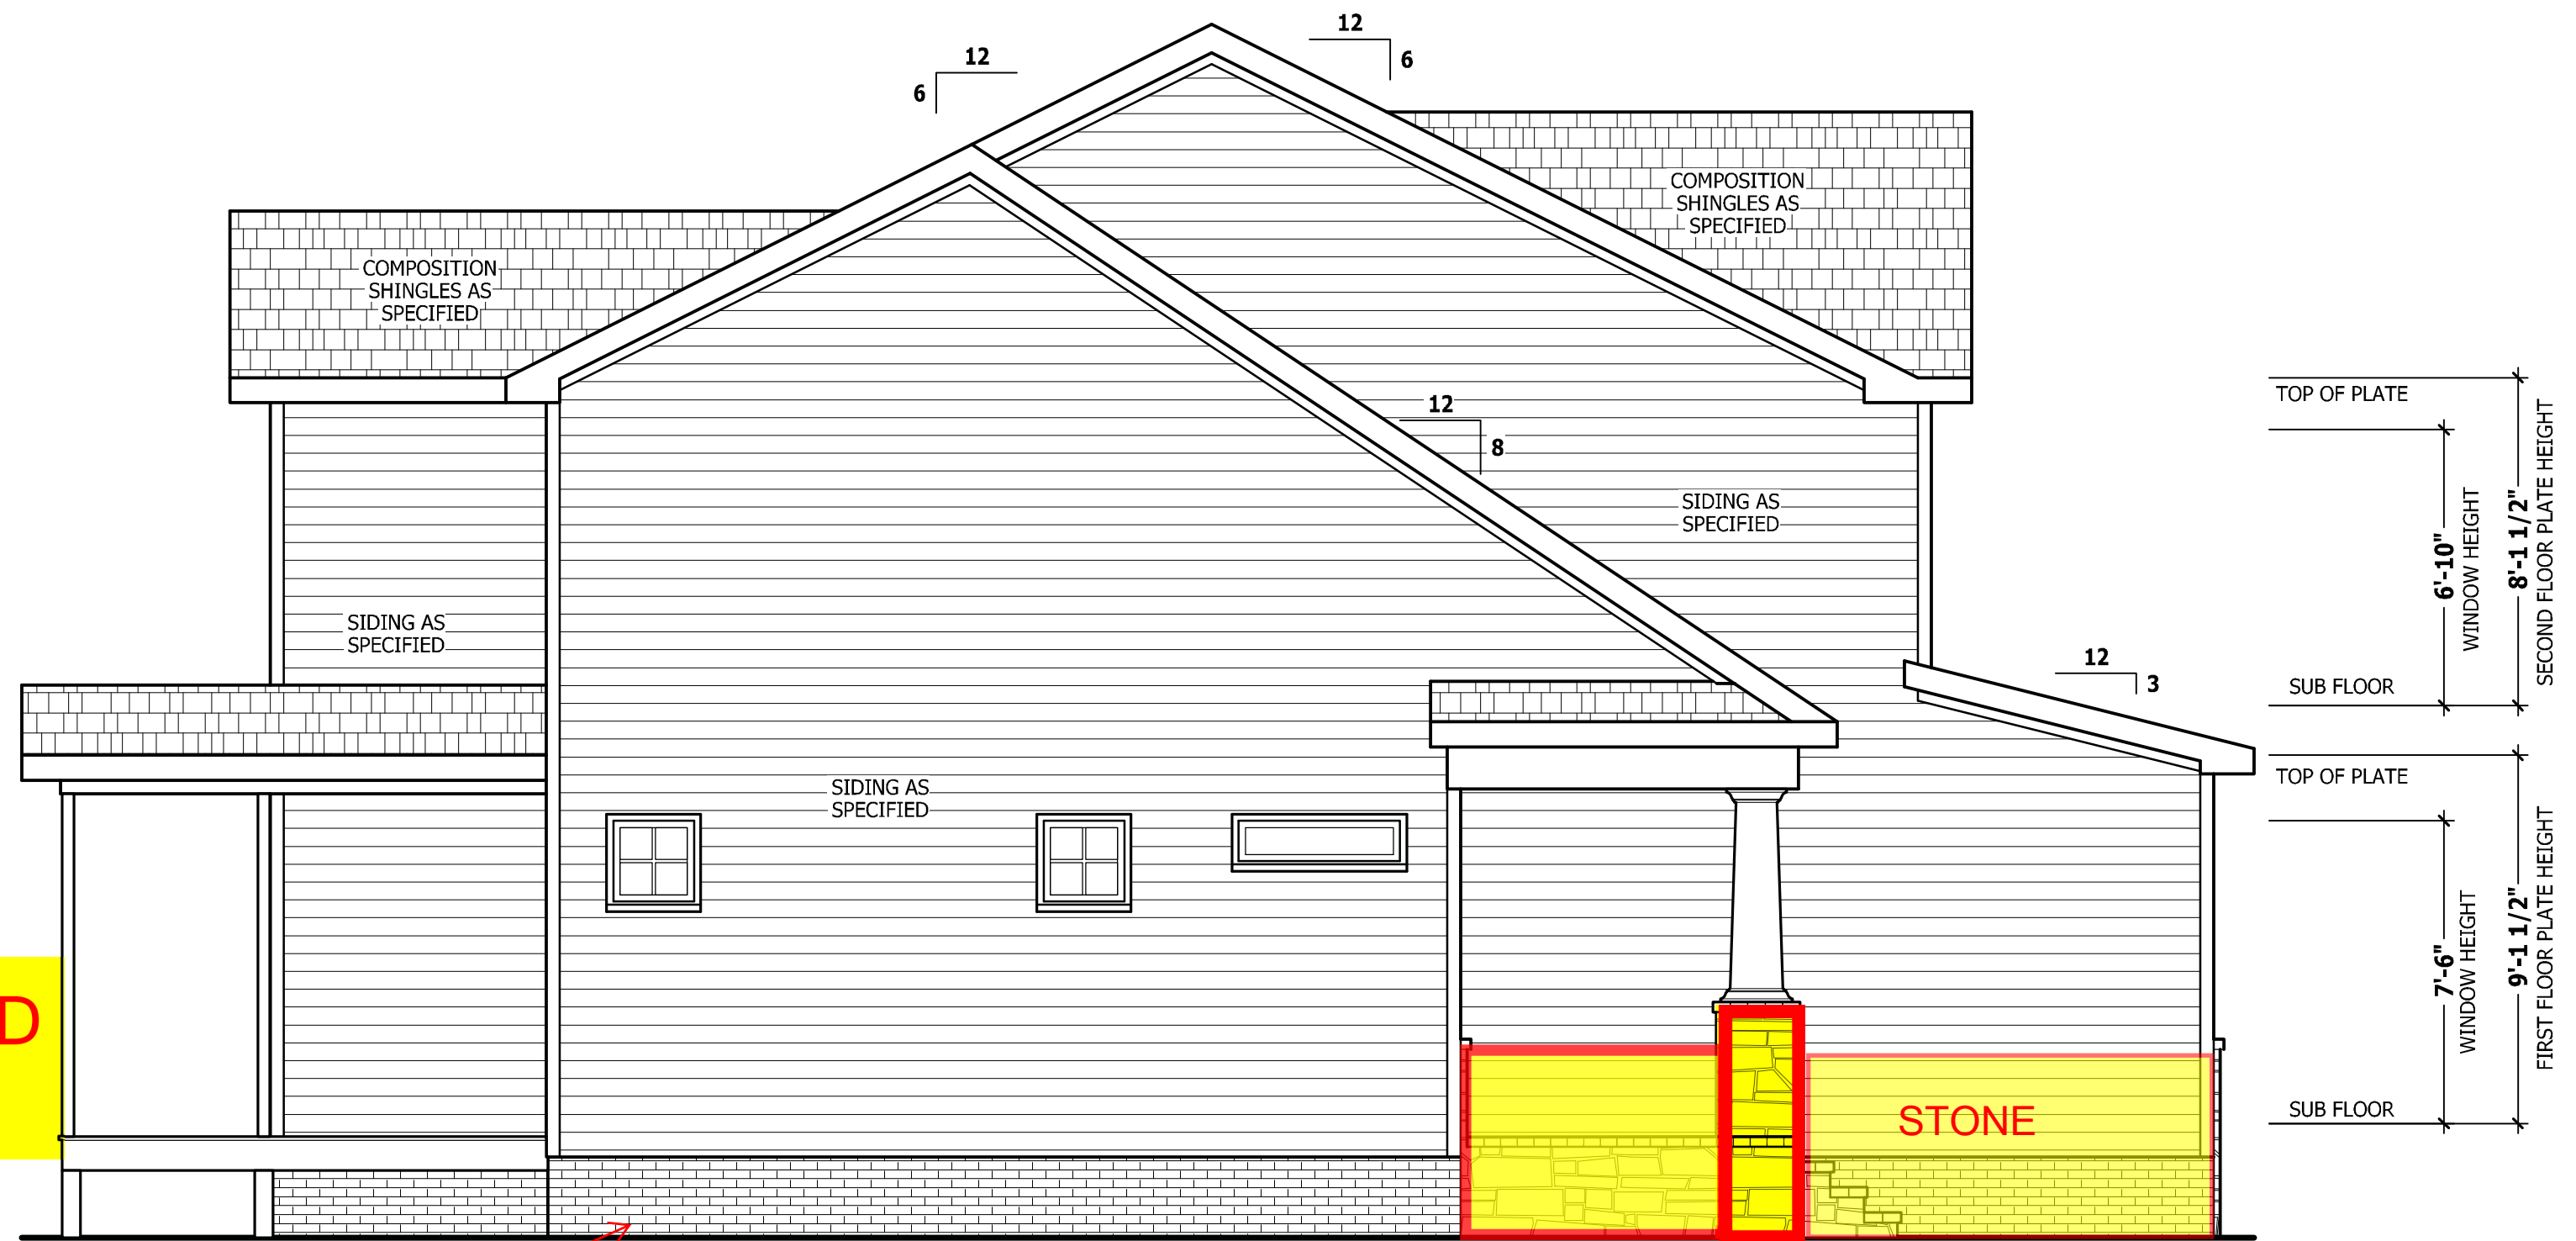 12
6
12
6
COMPOSITION
SHINGLES AS
SPECIFIED
COMPOSITION
SHINGLES AS
SPECIFIED
12
8
SIDING AS
SPECIFIED
SIDING AS
SPECIFIED
12
3
SIDING AS
SPECIFIED
D
STONE
TOP OF PLATE
6'-10"
WINDOW HEIGHT
8'-1 1/2"
SECOND FLOOR PLATE HEIGHT
SUB FLOOR
TOP OF PLATE
7'-6"
WINDOW HEIGHT
9'-1 1/2"
FIRST FLOOR PLATE HEIGHT
SUB FLOOR